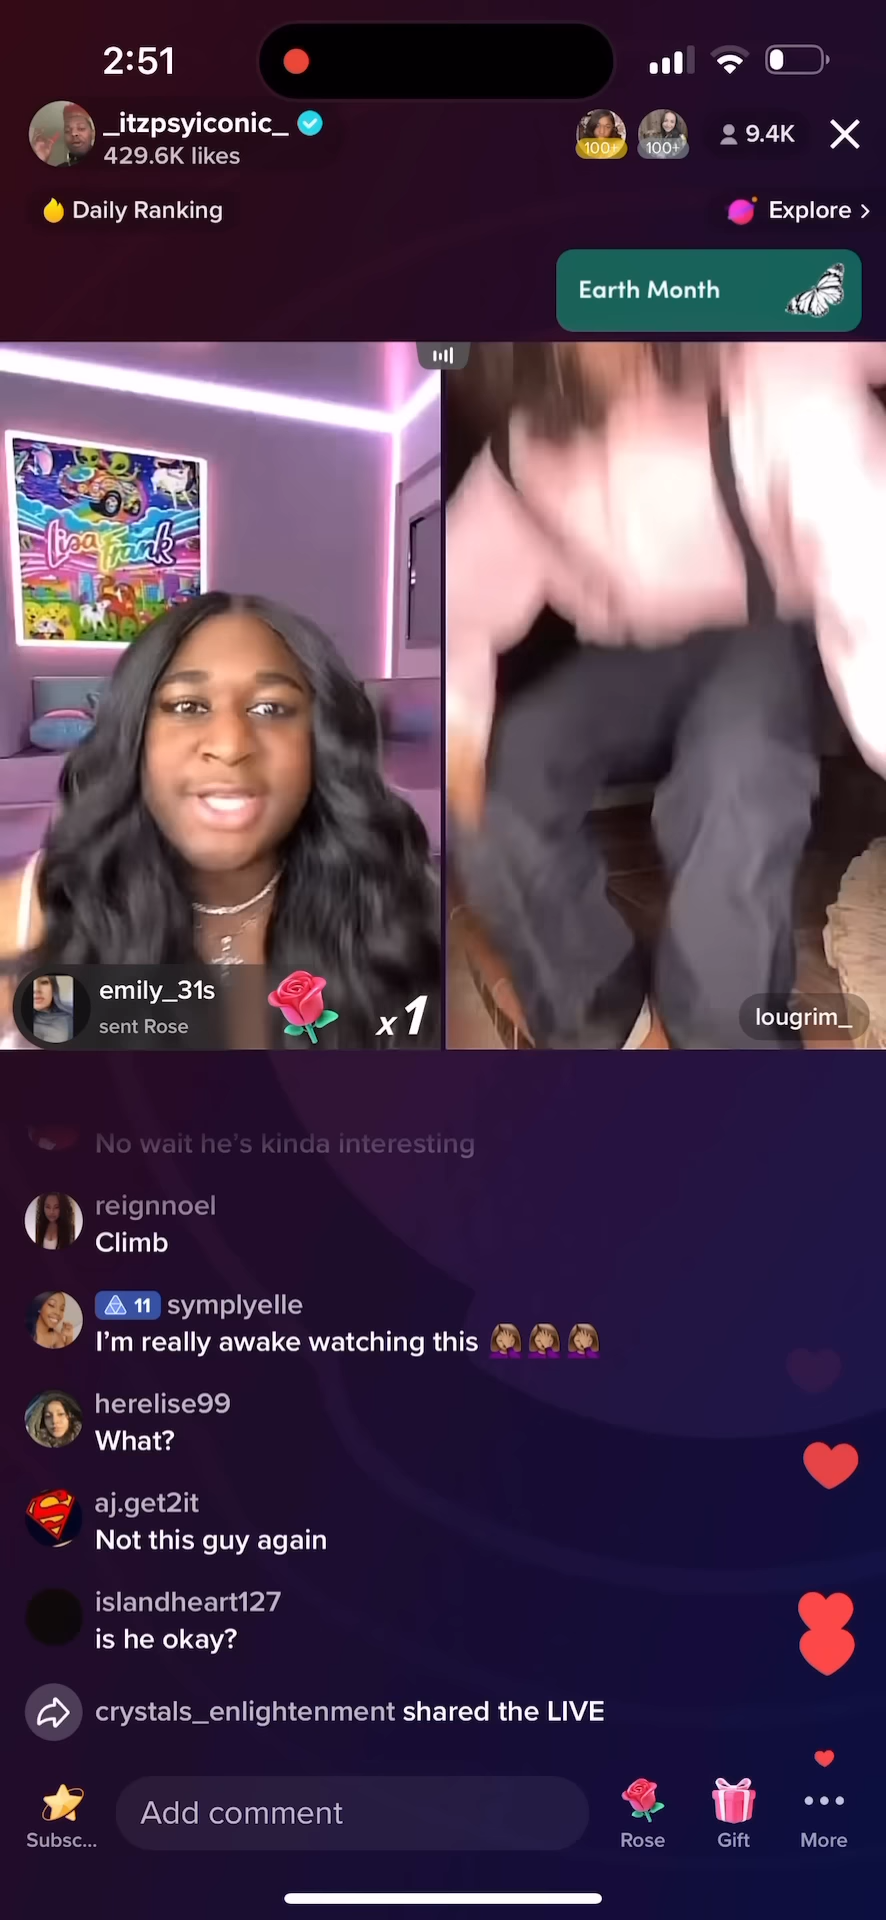 2:51
_itzpsyiconic_
429.6K likes
100+
100+
9.4K
Daily Ranking
Explore >
Earth Month
Lisa Frank
emily_31s
sent Rose
x1
lougrim_
No wait he's kinda interesting
reignnoel
Climb
11 symplyelle
I'm really awake watching this 🤦🏽‍♀️🤦🏽‍♀️🤦🏽‍♀️
herelise99
What?
aj.get2it
Not this guy again
islandheart127
is he okay?
crystals_enlightenment shared the LIVE
Add comment
Subsc...
Rose
Gift
More